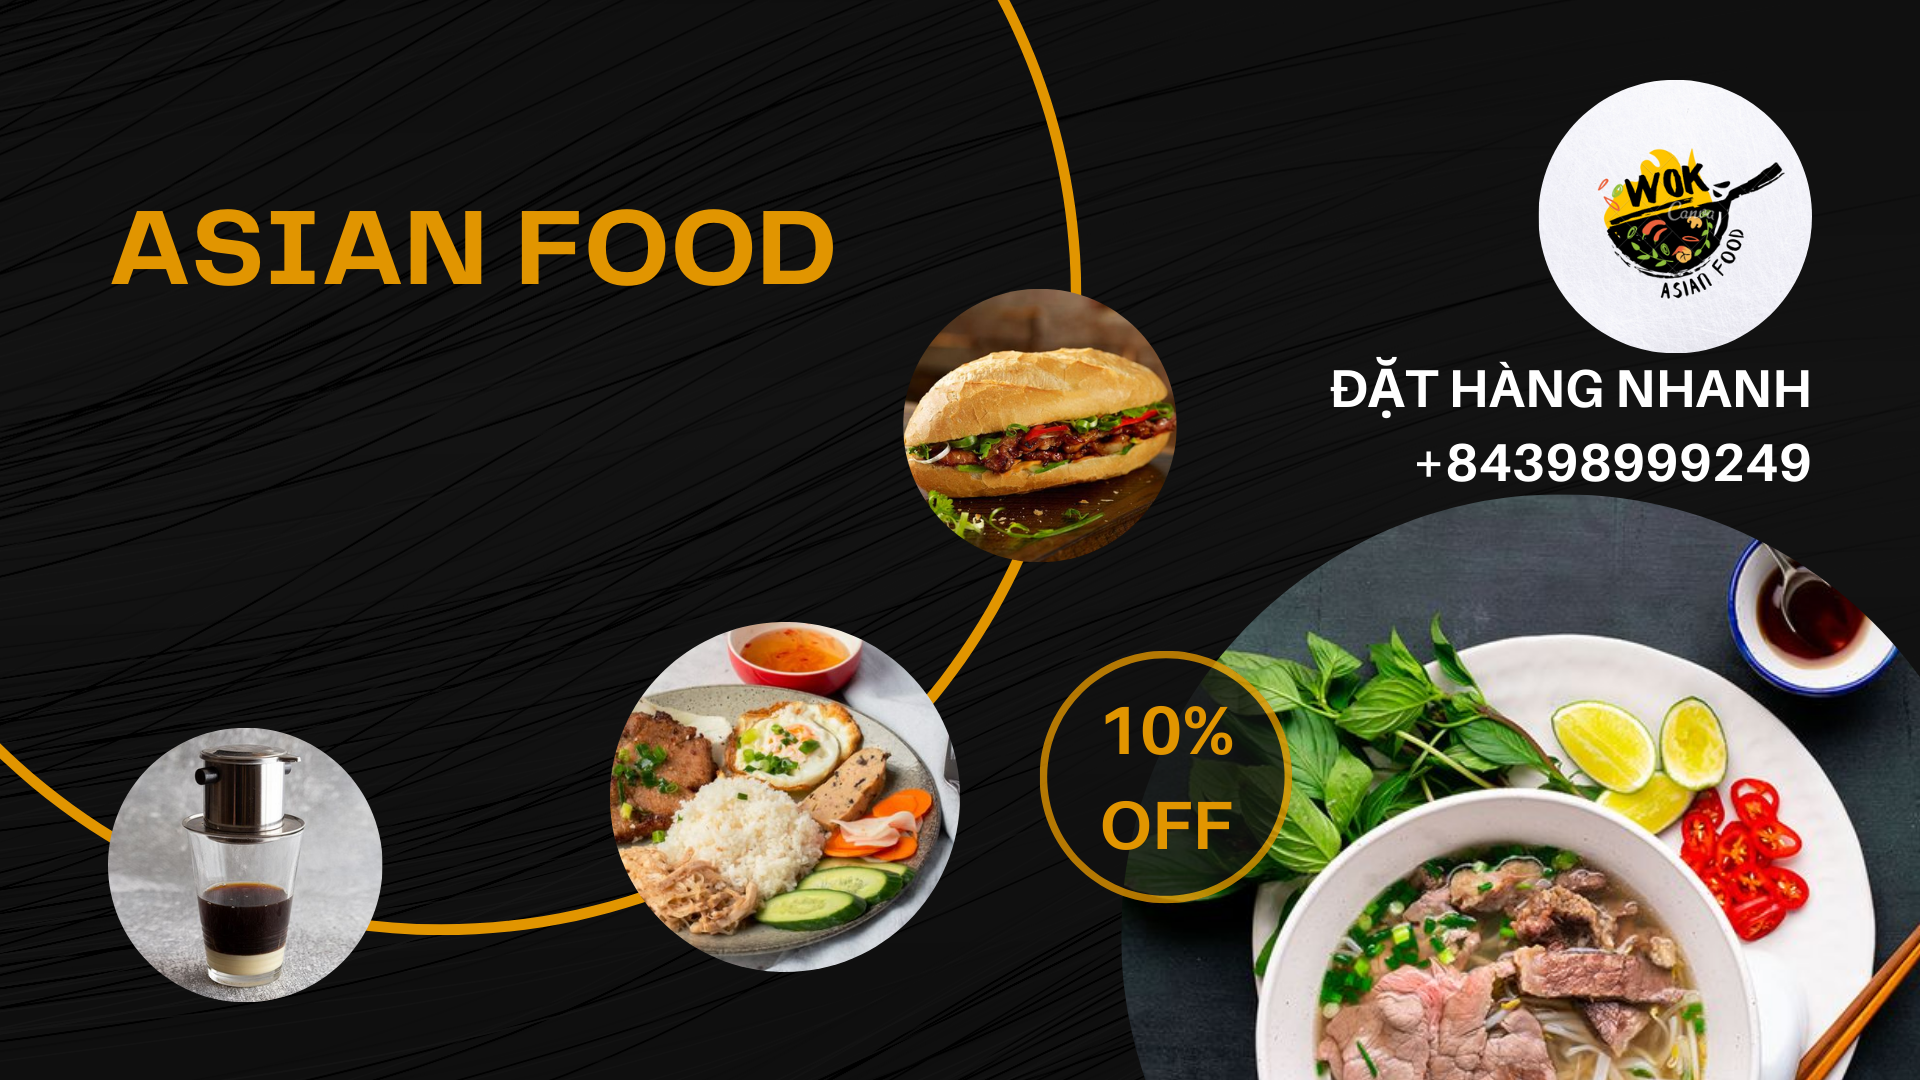 ASIAN FOOD
WOK
Canva
ASIAN FOOD
ĐẶT HÀNG NHANH
+84398999249
10%
OFF